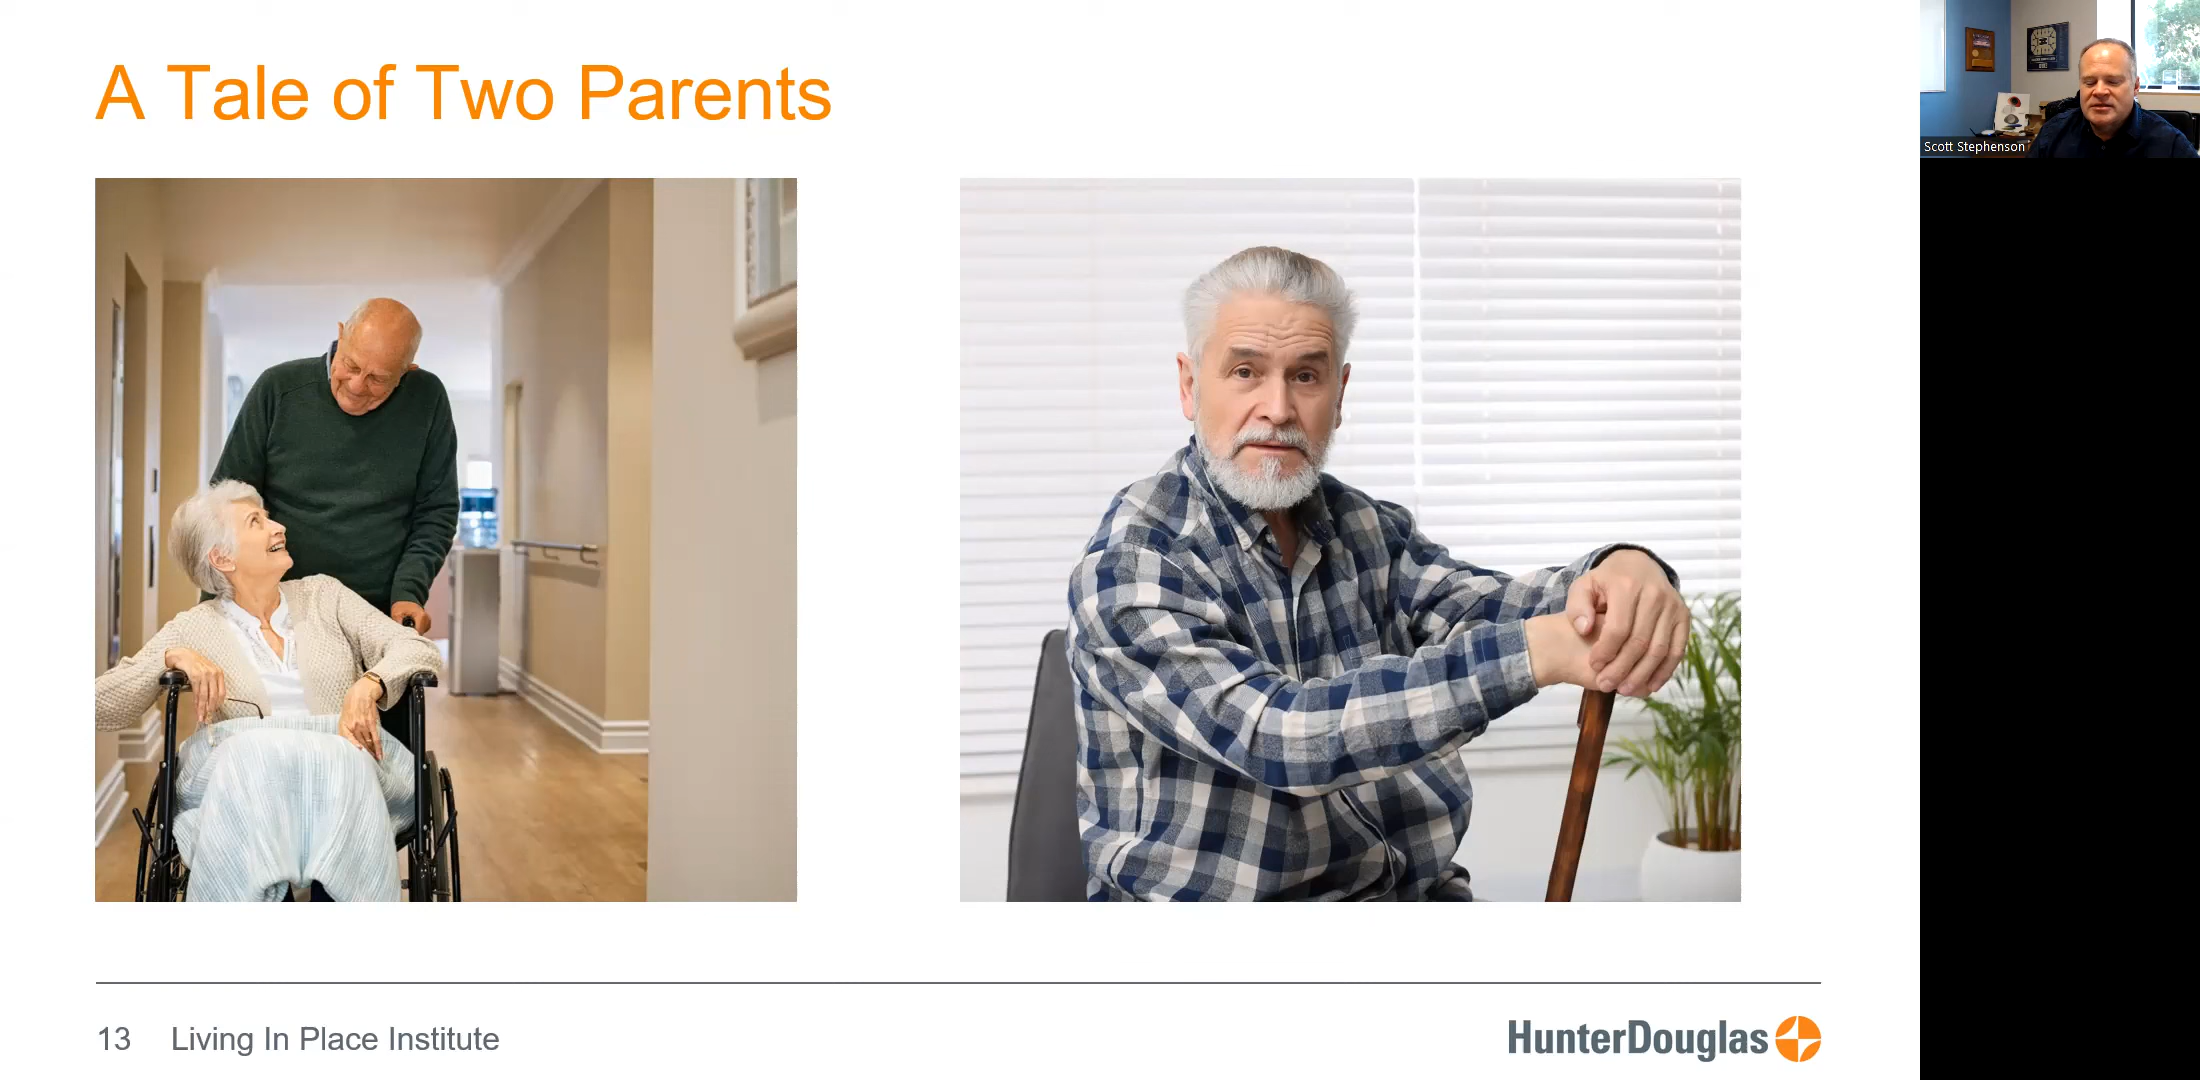 A Tale of Two Parents
Scott Stephenson
13 Living In Place Institute
HunterDouglas